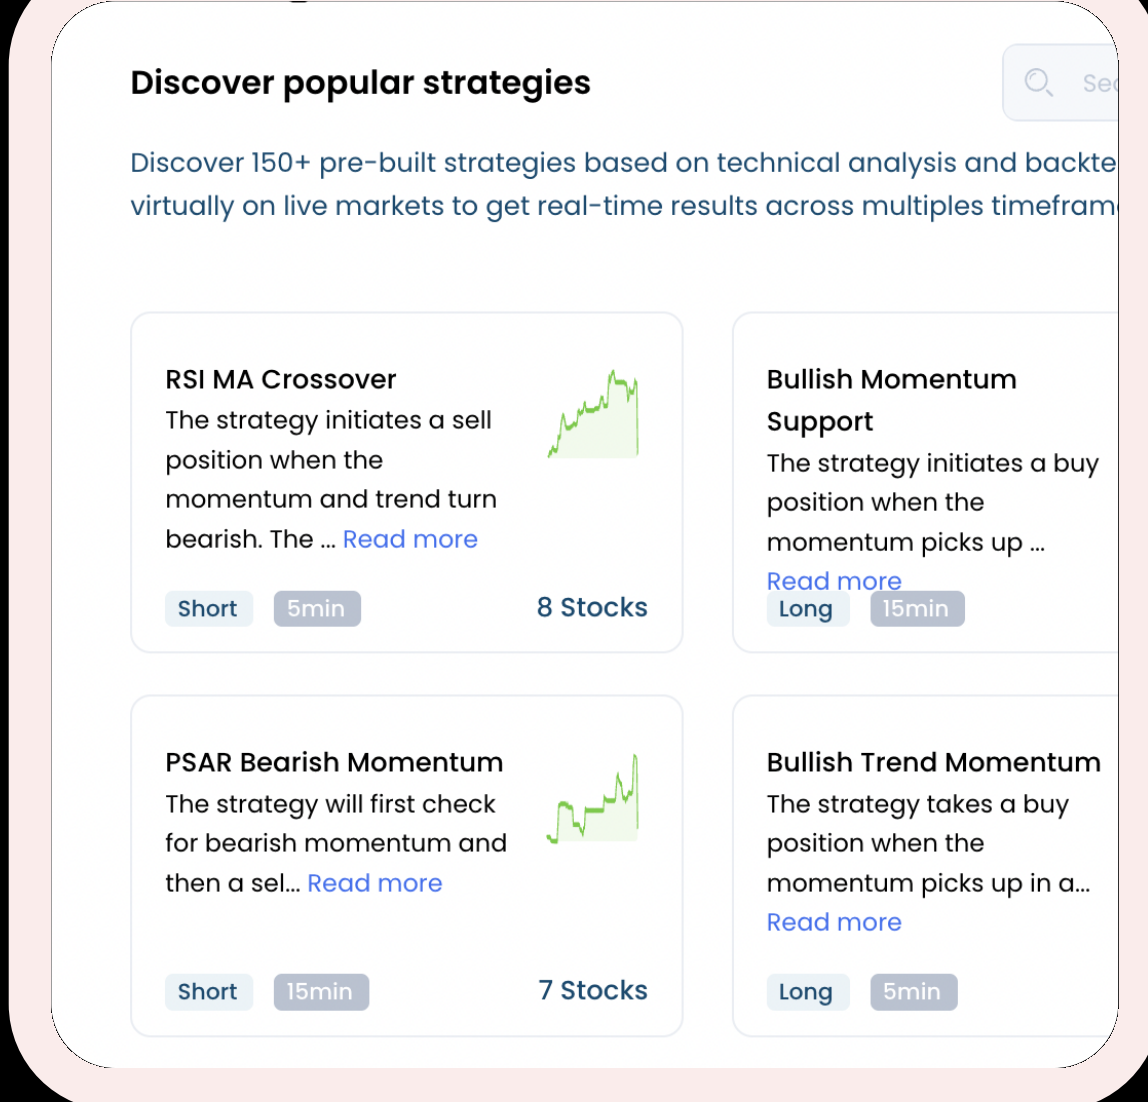 Discover popular strategies
Discover 150+ pre-built strategies based on technical analysis and
virtually on live markets to get real-time results across multiples
RSI MA Crossover
The strategy initiates a sell
position when the
momentum and trend turn
bearish. The ... Read more
Short 5min 8 Stocks
Bullish Momentum
Support
The strategy initiates a buy
position when the
momentum picks up ...
Read more
Long 15min
PSAR Bearish Momentum
The strategy will first check
for bearish momentum and
then a sel... Read more
Short 15min 7 Stocks
Bullish Trend Momentum
The strategy takes a buy
position when the
momentum picks up in a...
Read more
Long 5min